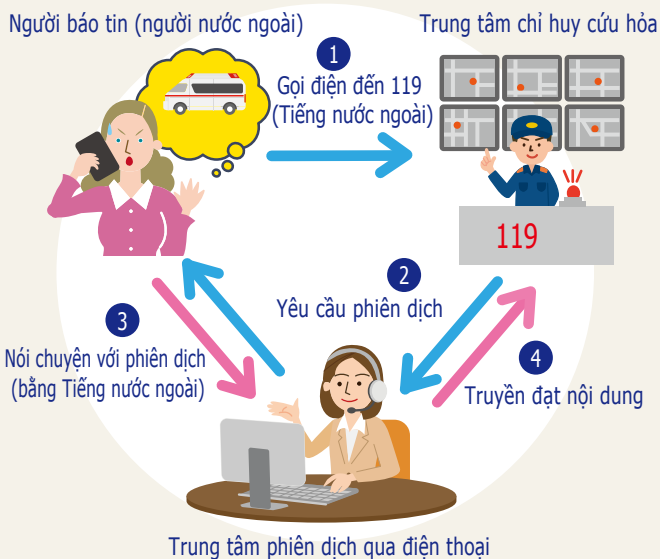 Người báo tin (người nước ngoài)
Trung tâm chỉ huy cứu hỏa
1
Gọi điện đến 119
(Tiếng nước ngoài)
119
2
Yêu cầu phiên dịch
3
Nói chuyện với phiên dịch
(bằng Tiếng nước ngoài)
4
Truyền đạt nội dung
Trung tâm phiên dịch qua điện thoại